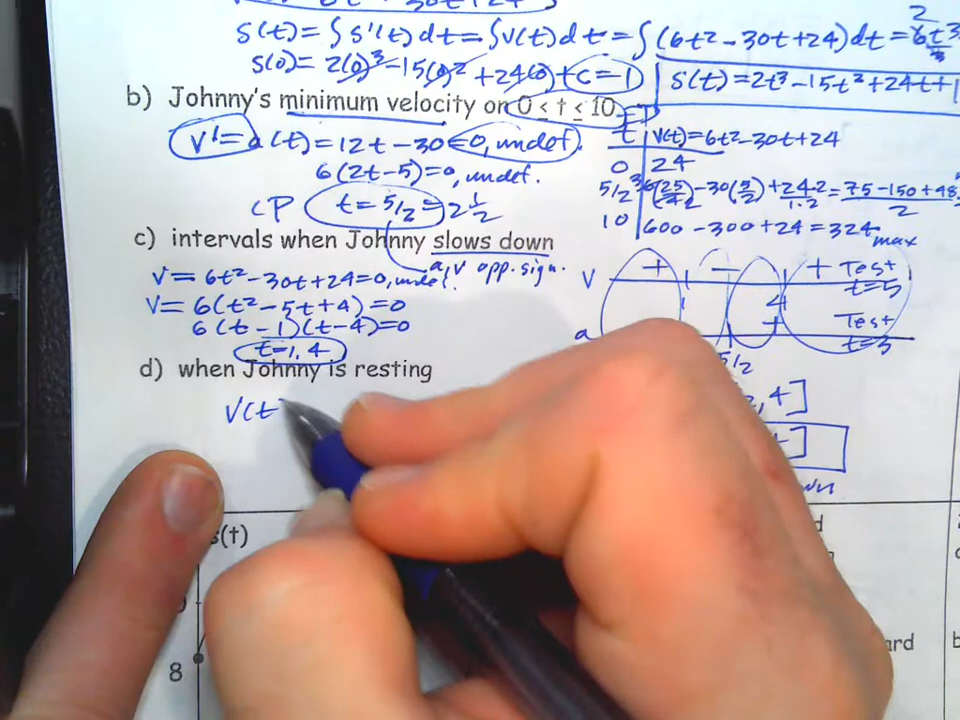 s(t) = ∫ s'(t) dt = ∫ v(t) dt = ∫ (6t² - 30t + 24) dt =
s(0) = 2(0)³ - 15(0)² + 24(0) + c = 1
s(t) = 2t³ - 15t² + 24t + 1
b) Johnny's minimum velocity on 0 ≤ t ≤ 10
v' = a(t) = 12t - 30 = 0, undef.
6(2t-5) = 0, undef.
CP t = 5/2 = 2 1/2
t | v(t) = 6t² - 30t + 24
0 | 24
5/2 - 30(5/2) + = 75 - 150 + 48
2
10 | 600 - 300 + 24 = 324 max
c) intervals when Johnny slows down
a, v opp. sign.
v = 6t² - 30t + 24 = 0, undef.
v = 6(t² - 5t + 4) = 0
6(t - 1)(t - 4) = 0
t = 1, 4
v + - + Test t=5
1 4
a + Test t=3
5/2
, 4]
]
d) when Johnny is resting
v(t
s(t)
8
ard